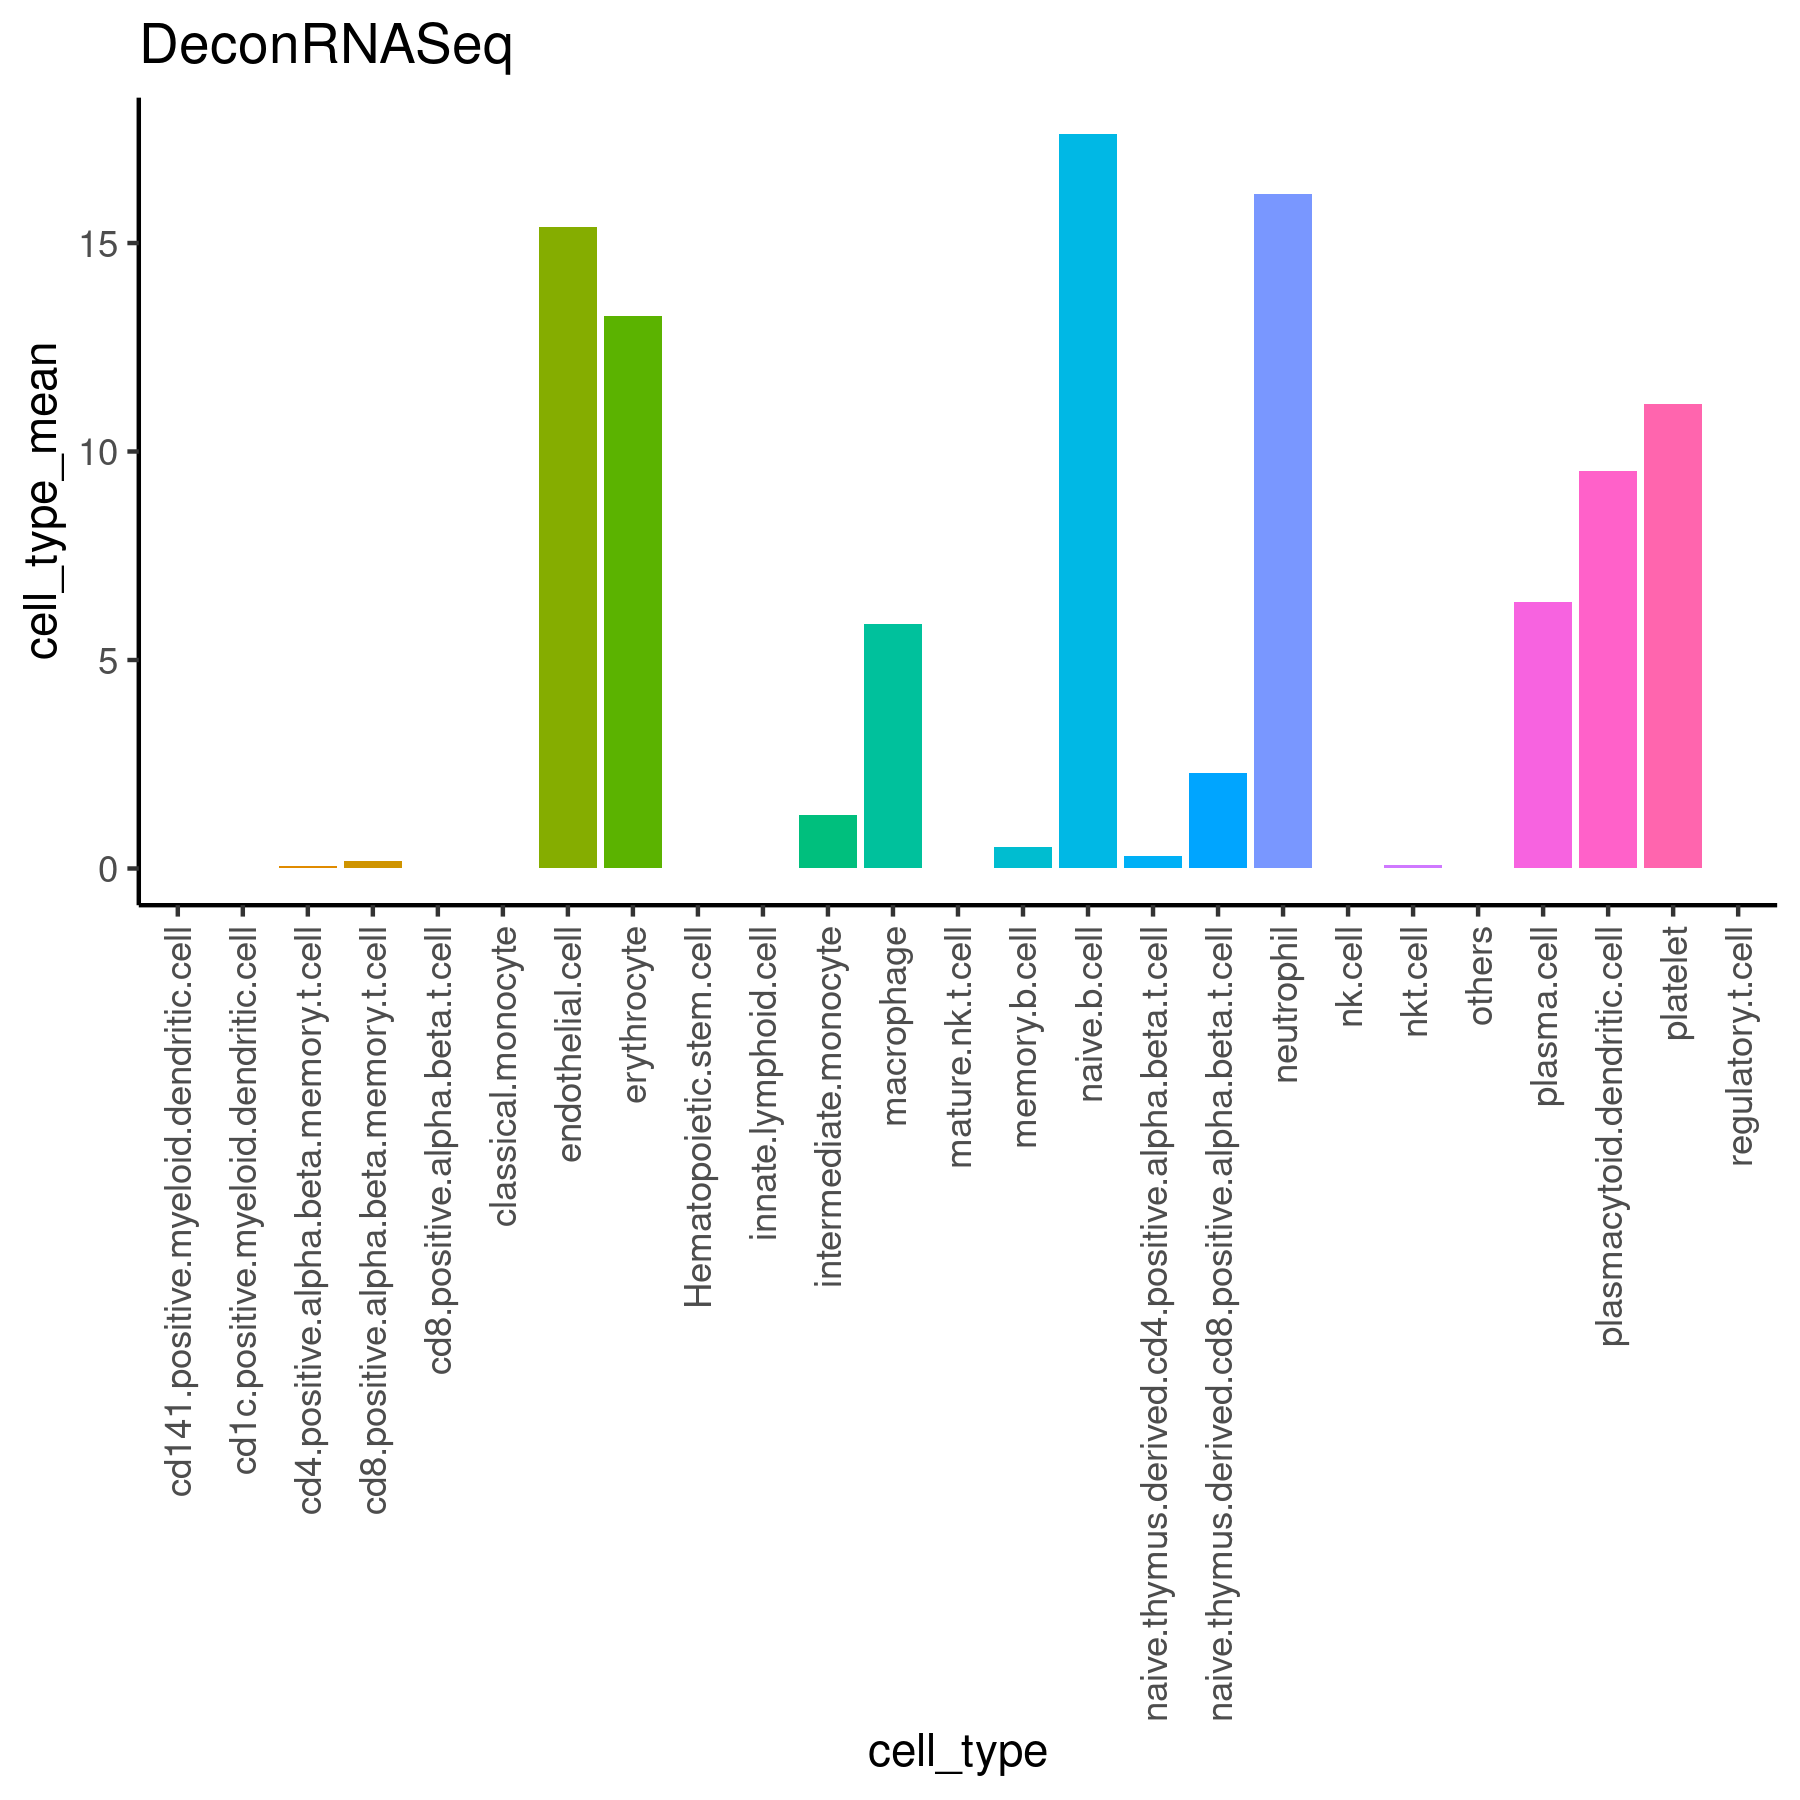 DeconRNASeq
cell_type_mean
15
10
5
0
cd141.positive.myeloid.dendritic.cell
cd1c.positive.myeloid.dendritic.cell
cd4.positive.alpha.beta.memory.t.cell
cd8.positive.alpha.beta.memory.t.cell
cd8.positive.alpha.beta.t.cell
classical.monocyte
endothelial.cell
erythrocyte
Hematopoietic.stem.cell
innate.lymphoid.cell
intermediate.monocyte
macrophage
mature.nk.t.cell
memory.b.cell
naive.b.cell
naive.thymus.derived.cd4.positive.alpha.beta.t.cell
naive.thymus.derived.cd8.positive.alpha.beta.t.cell
neutrophil
nk.cell
nkt.cell
others
plasma.cell
plasmacytoid.dendritic.cell
platelet
regulatory.t.cell
cell_type